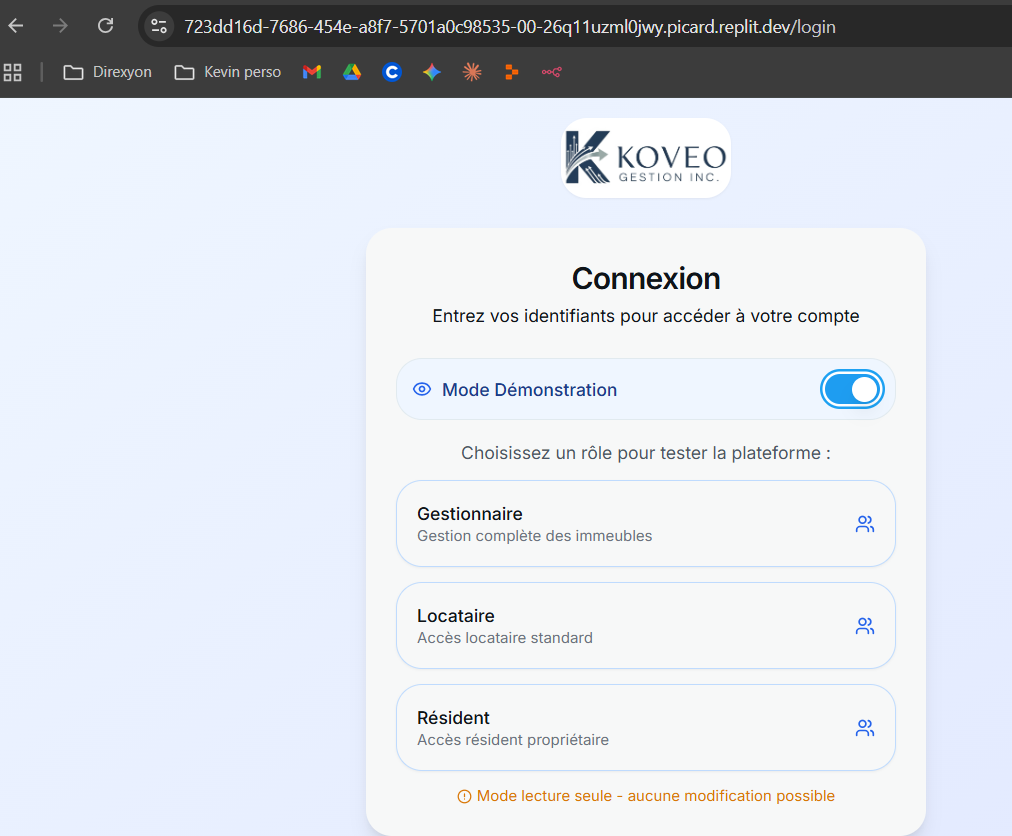 723dd16d-7686-454e-a8f7-5701a0c98535-00-26q11uzml0jwy.picard.replit.dev/login
Direxyon
Kevin perso
KOVEO
GESTION INC.
Connexion
Entrez vos identifiants pour accéder à votre compte
Mode Démonstration
Choisissez un rôle pour tester la plateforme :
Gestionnaire
Gestion complète des immeubles
Locataire
Accès locataire standard
Résident
Accès résident propriétaire
Mode lecture seule - aucune modification possible